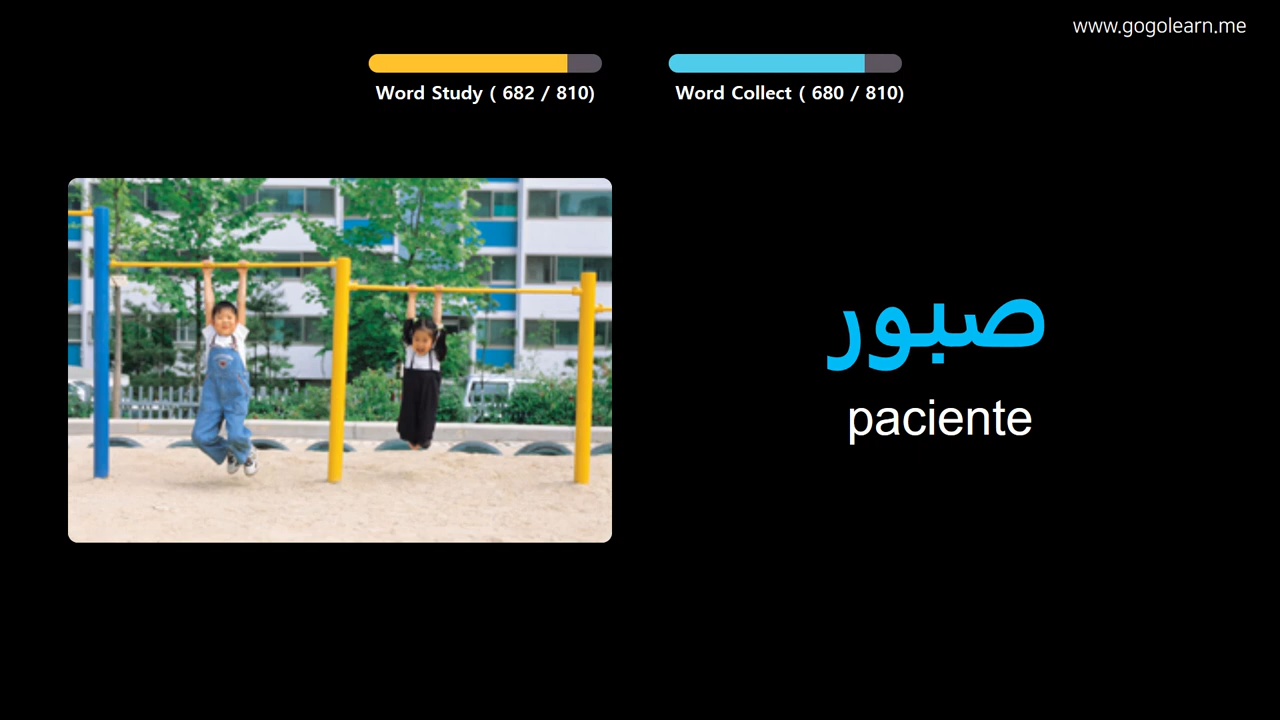 www.gogolearn.me
Word Study ( 682 / 810)
Word Collect ( 680 / 810)
صبور
paciente